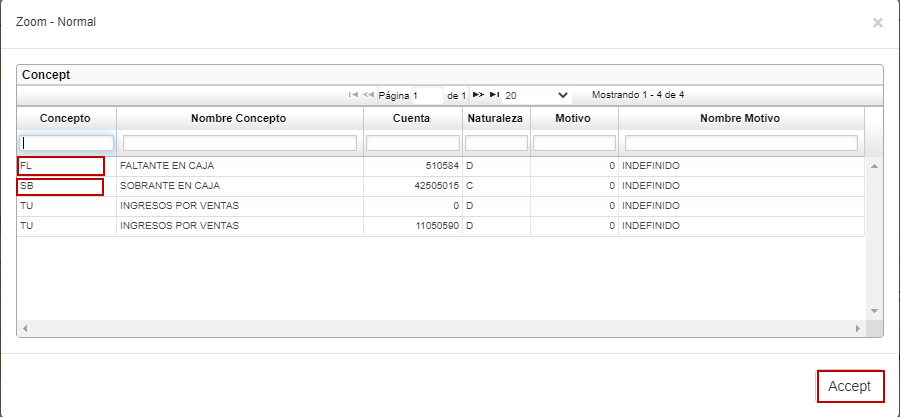 Zoom - Normal ×
Concept
Página 1 de 1 20 Mostrando 1 - 4 de 4
Concepto Nombre Concepto Cuenta Naturaleza Motivo Nombre Motivo
FL FALTANTE EN CAJA 510584 D 0 INDEFINIDO
SB SOBRANTE EN CAJA 42505015 C 0 INDEFINIDO
TU INGRESOS POR VENTAS 0 D 0 INDEFINIDO
TU INGRESOS POR VENTAS 11050590 D 0 INDEFINIDO
Accept